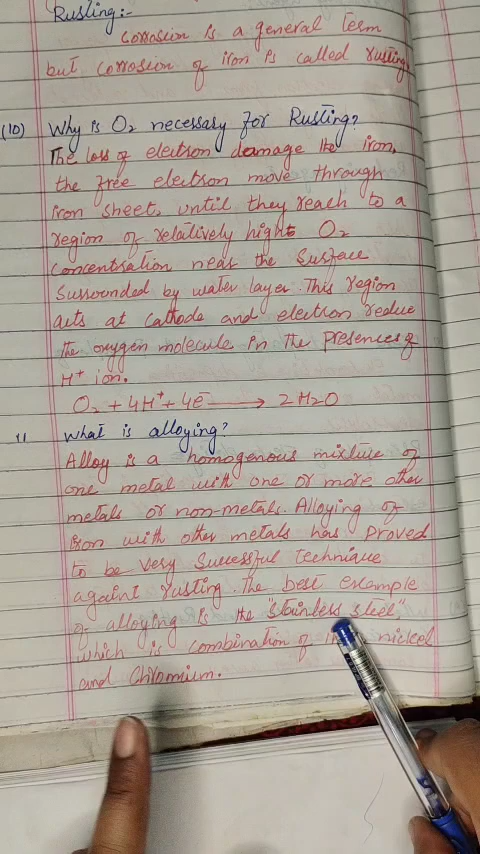 Rusting:-
Corrosion is a general term
but corrosion of iron is called rusting.
(10) Why is O2 necessary for Rusting?
The loss of electron damage the iron.
the free electron move through
iron sheet, until they reach to a
region of relatively high O2
concentration near the surface
surrounded by water layer. This region
acts at cathode and electron reduce
the oxygen molecule in the presences of
H+ ion.
O2 + 4H+ + 4e- ⟶ 2H2O
11 What is alloying?
Alloy is a homogenous mixture of
one metal with one or more other
metals or non-metals. Alloying of
iron with other metals has proved
to be very successful technique
againt rusting. The best example
of alloying is the "stainless steel",
which is combination of nickel
and chromium.